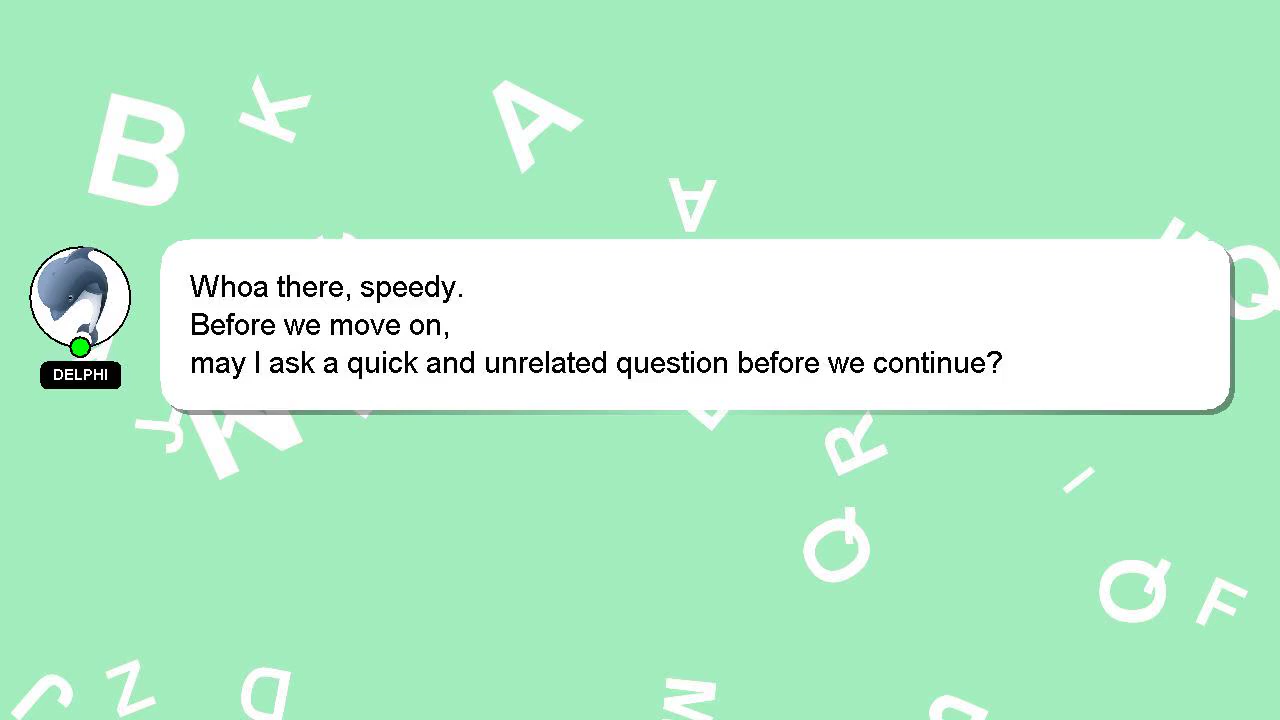 B
K
A
A
Q
Whoa there, speedy.
Before we move on,
may I ask a quick and unrelated question before we continue?
DELPHI
J
R
I
Q
Q
F
J
Z
D
M